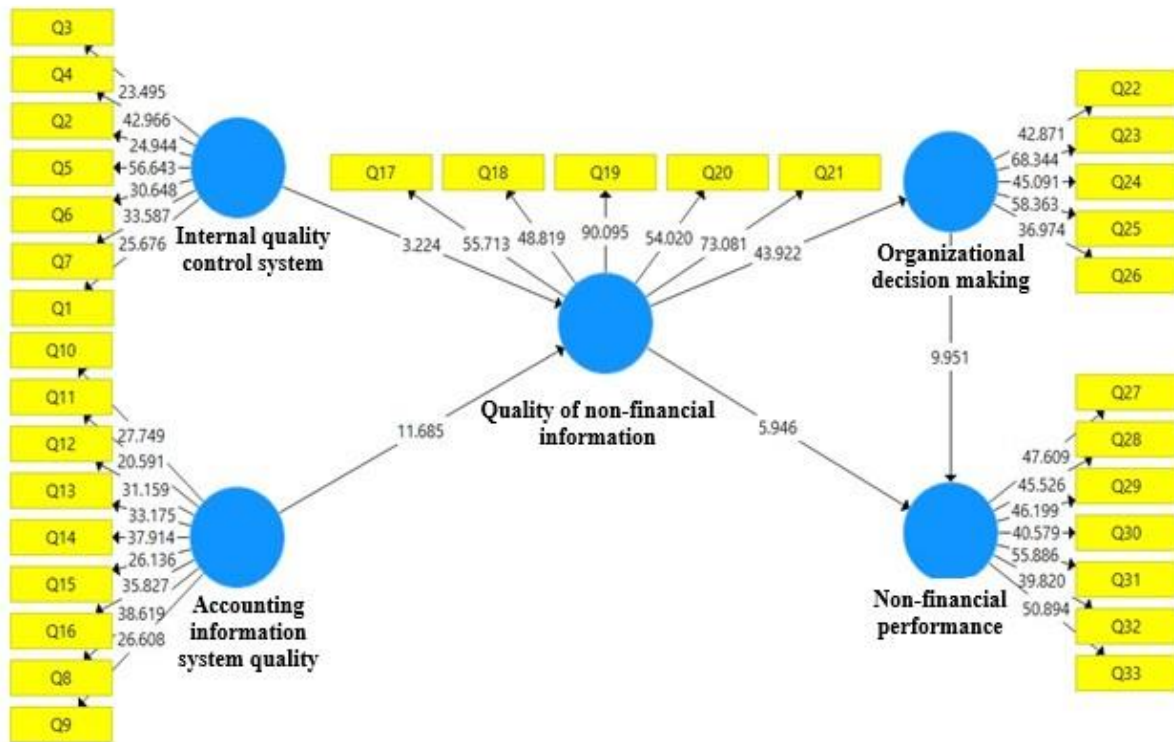 Q3
Q4
Q2
Q5
Q6
Q7
Q1
23.495
42.966
24.944
56.643
30.648
33.587
25.676
Internal quality
control system
Q10
Q11
Q12
Q13
Q14
Q15
Q16
Q8
Q9
27.749
20.591
31.159
33.175
37.914
26.136
35.827
38.619
26.608
Accounting
information
system quality
3.224
11.685
Q17
Q18
Q19
Q20
Q21
55.713
48.819
90.095
54.020
73.081
Quality of non-financial
information
43.922
5.946
Q22
Q23
Q24
Q25
Q26
42.871
68.344
45.091
58.363
36.974
Organizational
decision making
9.951
Q27
Q28
Q29
Q30
Q31
Q32
Q33
47.609
45.526
46.199
40.579
55.886
39.820
50.894
Non-financial
performance